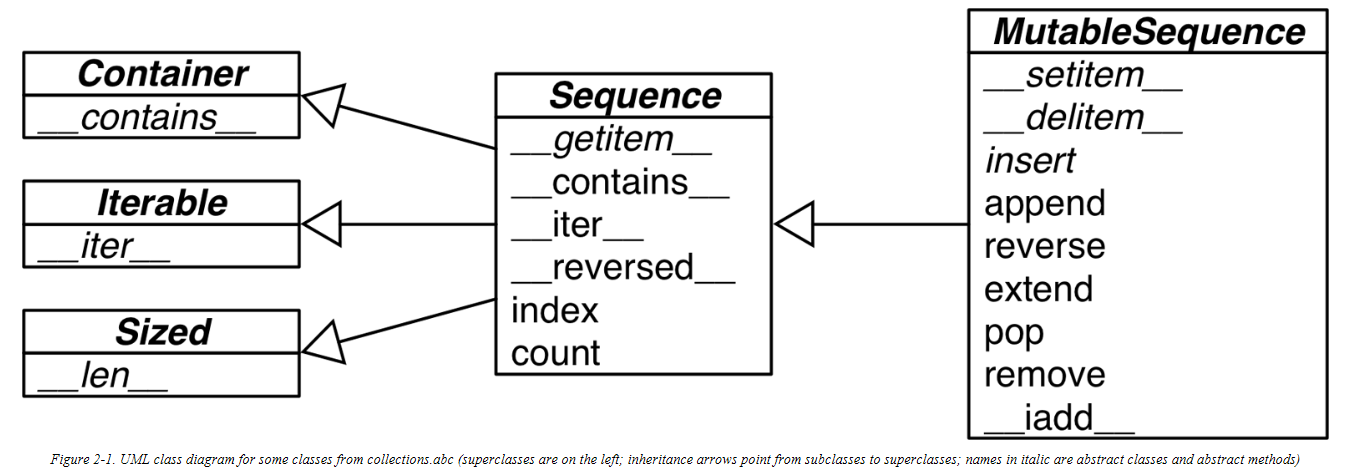 Container
__contains__
Iterable
__iter__
Sized
__len__
Sequence
__getitem__
__contains__
__iter__
__reversed__
index
count
MutableSequence
__setitem__
__delitem__
insert
append
reverse
extend
pop
remove
__iadd__
Figure 2-1. UML class diagram for some classes from collections.abc (superclasses are on the left; inheritance arrows point from subclasses to superclasses; names in italic are abstract classes and abstract methods)